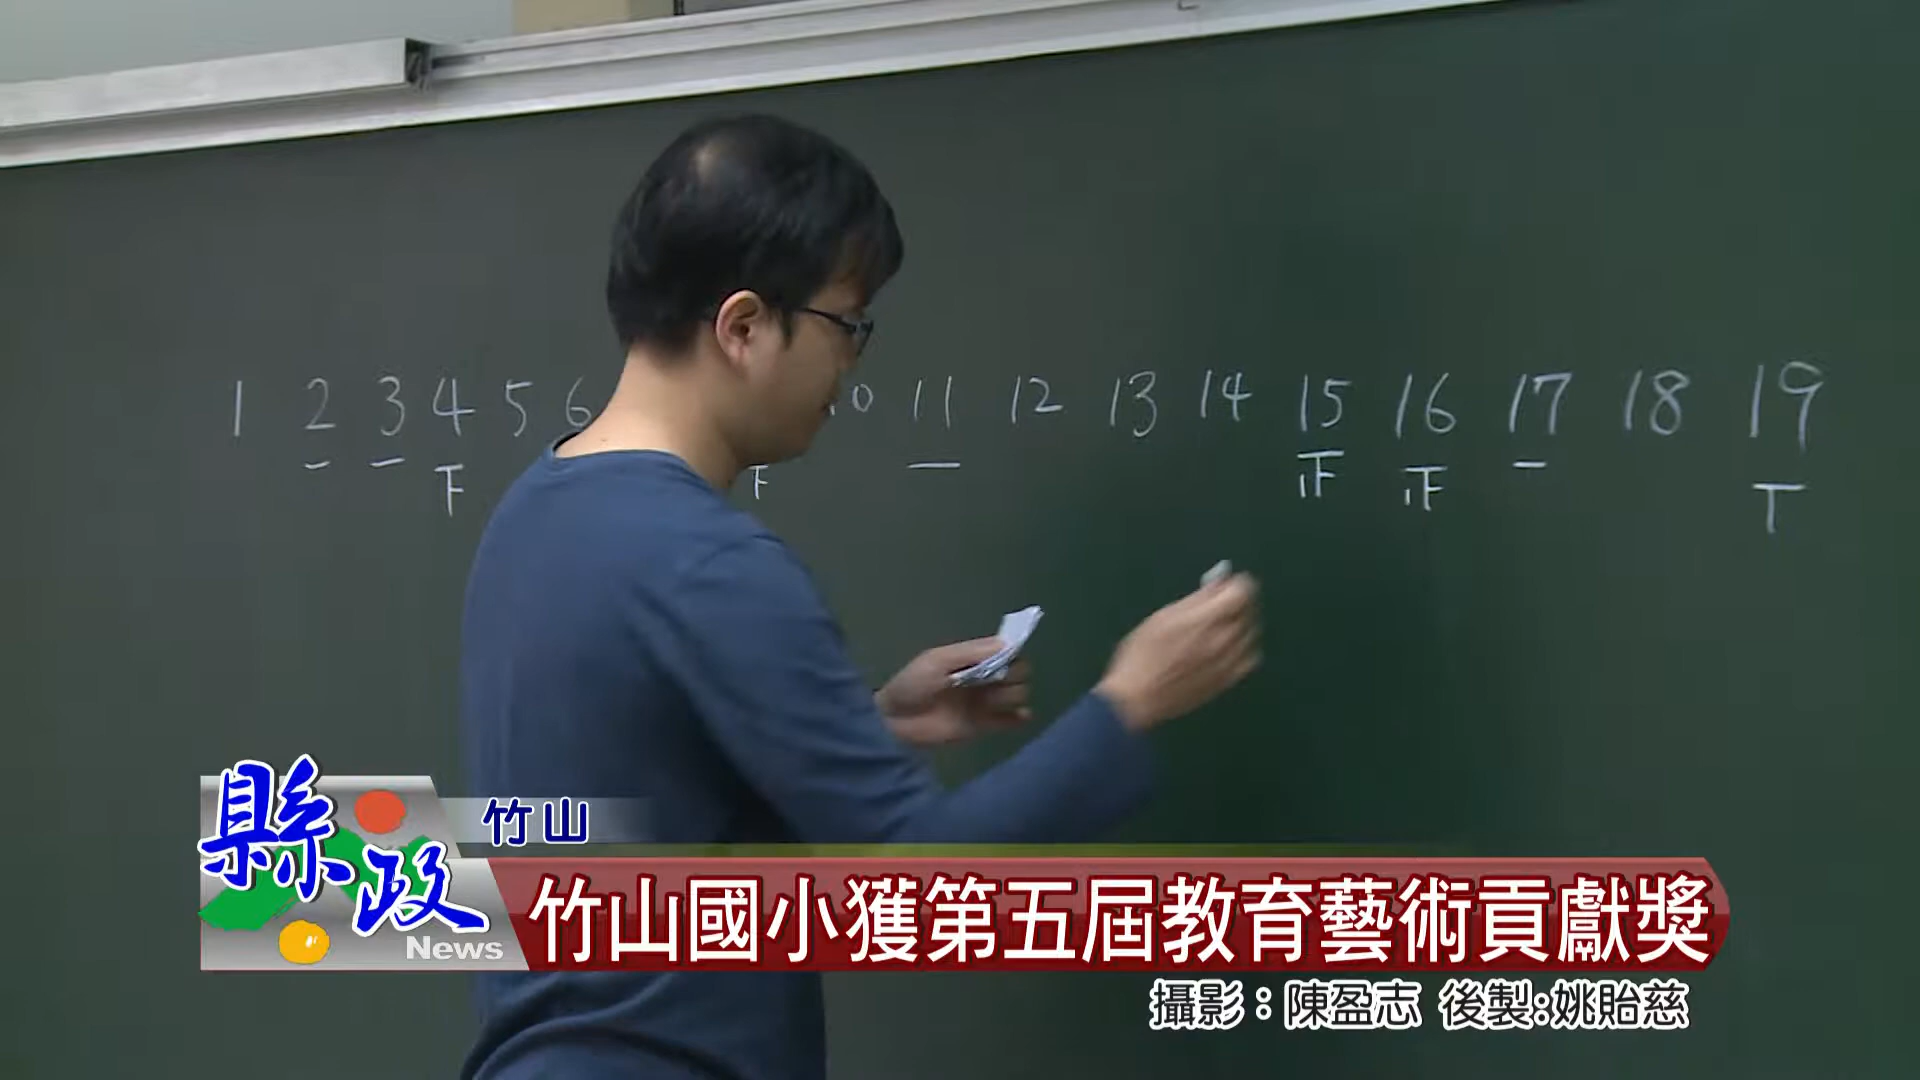 1 2 3 4 5 6 0 11 12 13 14 15 16 17 18 19
一 一 下 下 一 正 正 一 丅
縣政
News
竹山
竹山國小獲第五屆教育藝術貢獻獎
攝影：陳盈志 後製:姚貽慈